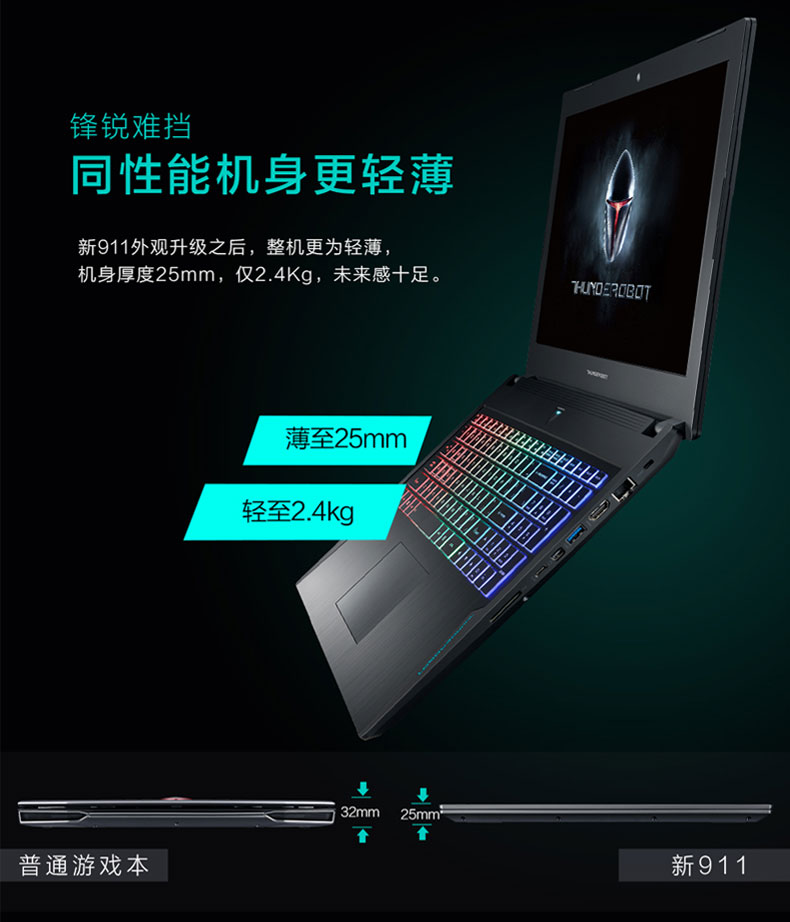 锋锐难挡
同性能机身更轻薄
新911外观升级之后，整机更为轻薄，
机身厚度25mm，仅2.4Kg，未来感十足。
THUNDEROBOT
THUNDEROBOT
薄至25mm
轻至2.4kg
32mm
25mm
普通游戏本
新911